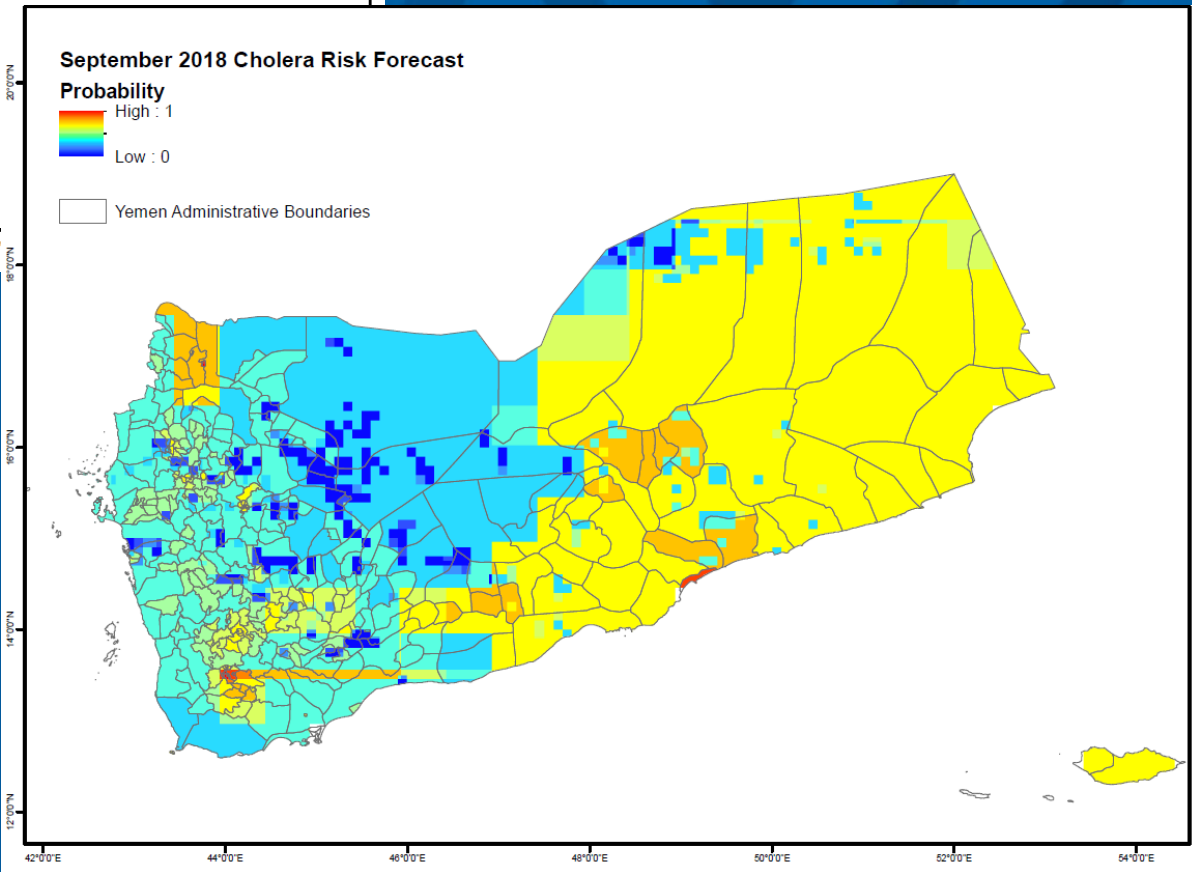 September 2018 Cholera Risk Forecast
Probability
High : 1
Low : 0
Yemen Administrative Boundaries
20°0'0"N
18°0'0"N
16°0'0"N
14°0'0"N
12°0'0"N
42°0'0"E 44°0'0"E 46°0'0"E 48°0'0"E 50°0'0"E 52°0'0"E 54°0'0"E